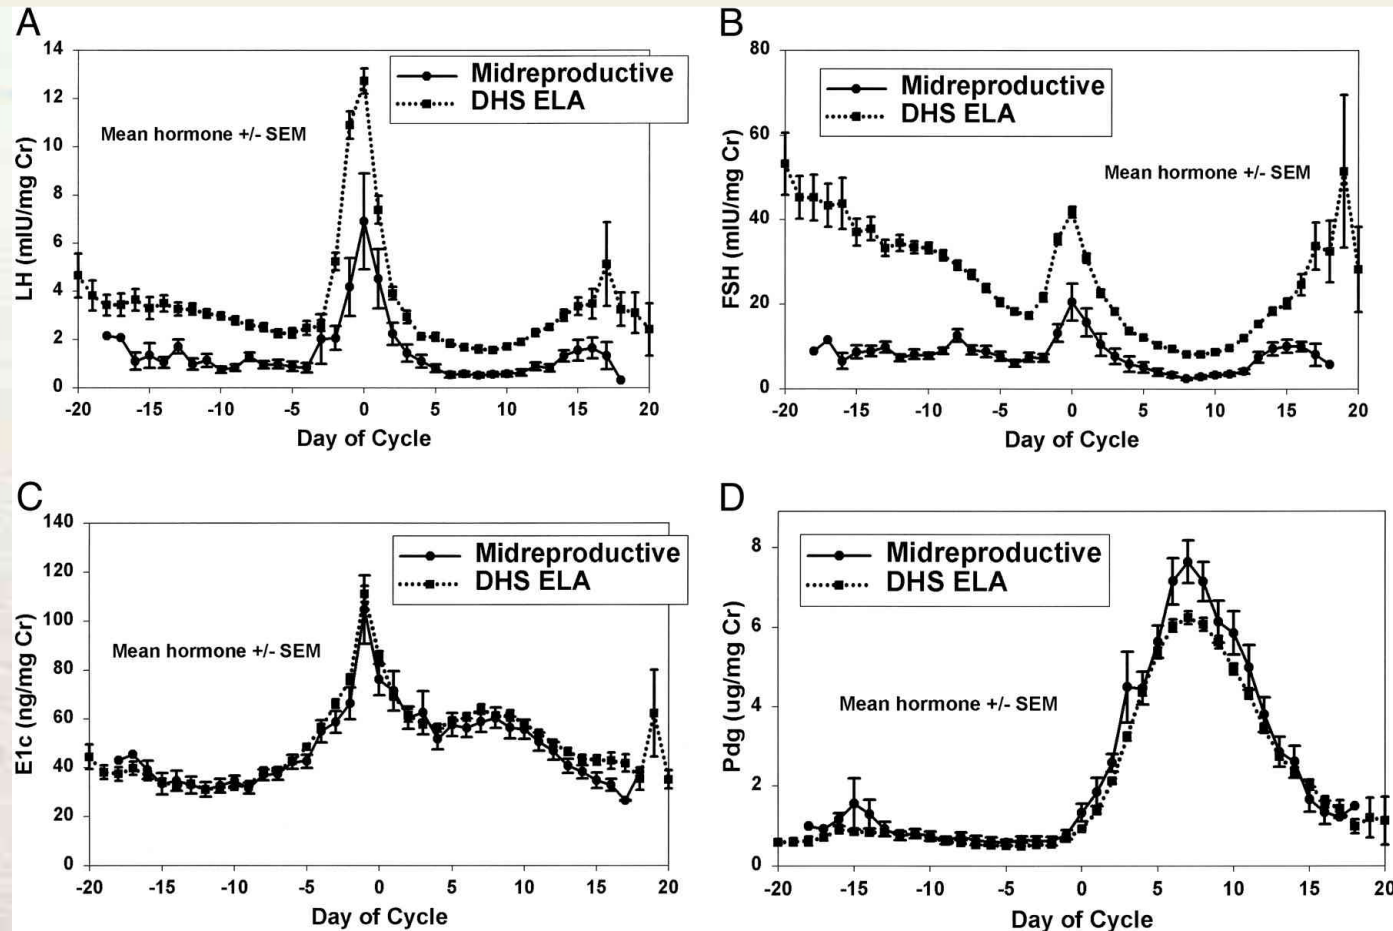 A
LH (mIU/mg Cr)
14
12
10
8
6
4
2
0
Midreproductive
DHS ELA
Mean hormone +/- SEM
-20 -15 -10 -5 0 5 10 15 20
Day of Cycle
B
FSH (mIU/mg Cr)
80
60
40
20
0
Midreproductive
DHS ELA
Mean hormone +/- SEM
-20 -15 -10 -5 0 5 10 15 20
Day of Cycle
C
E1c (ng/mg Cr)
140
120
100
80
60
40
20
0
Midreproductive
DHS ELA
Mean hormone +/- SEM
-20 -15 -10 -5 0 5 10 15 20
Day of Cycle
D
Pdg (ug/mg Cr)
8
6
4
2
0
Midreproductive
DHS ELA
Mean hormone +/- SEM
-20 -15 -10 -5 0 5 10 15 20
Day of Cycle